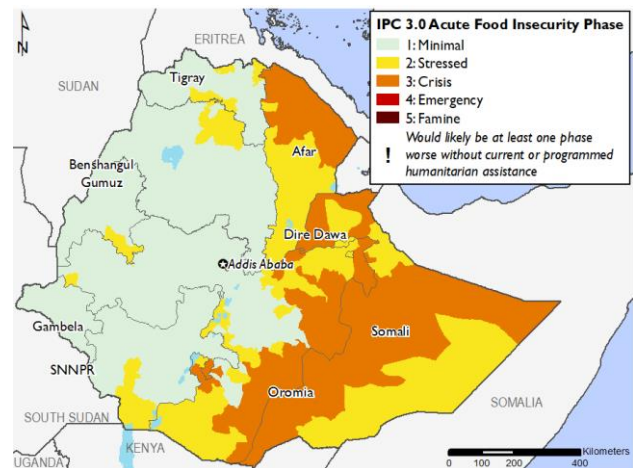 IPC 3.0 Acute Food Insecurity Phase
1: Minimal
2: Stressed
3: Crisis
4: Emergency
5: Famine
Would likely be at least one phase
! worse without current or programmed
humanitarian assistance
N
ERITREA
SUDAN
Tigray
Afar
Benshangul
Gumuz
Dire Dawa
Addis Ababa
Gambela
Somali
SNNPR
Oromia
SOUTH SUDAN
SOMALIA
KENYA
UGANDA
0 100 200 400
Kilometers